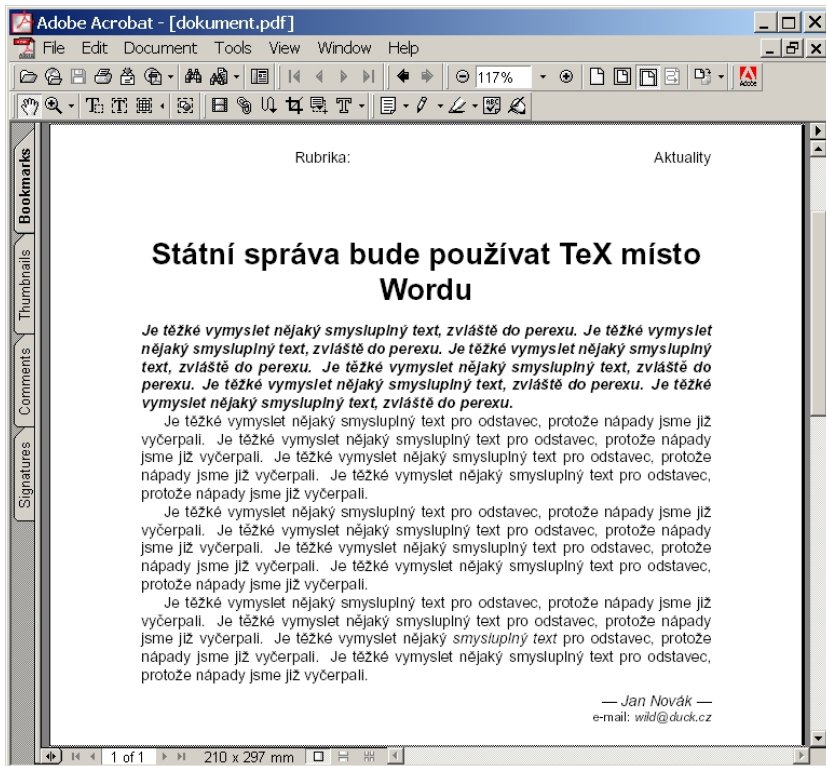 Adobe Acrobat - [dokument.pdf]
File Edit Document Tools View Window Help
117%
Adobe
Bookmarks
Thumbnails
Comments
Signatures
Rubrika: Aktuality
Státní správa bude používat TeX místo
Wordu
Je těžké vymyslet nějaký smysluplný text, zvláště do perexu. Je těžké vymyslet
nějaký smysluplný text, zvláště do perexu. Je těžké vymyslet nějaký smysluplný
text, zvláště do perexu. Je těžké vymyslet nějaký smysluplný text, zvláště do
perexu. Je těžké vymyslet nějaký smysluplný text, zvláště do perexu. Je těžké
vymyslet nějaký smysluplný text, zvláště do perexu.
Je těžké vymyslet nějaký smysluplný text pro odstavec, protože nápady jsme již
vyčerpali. Je těžké vymyslet nějaký smysluplný text pro odstavec, protože nápady
jsme již vyčerpali. Je těžké vymyslet nějaký smysluplný text pro odstavec, protože
nápady jsme již vyčerpali. Je těžké vymyslet nějaký smysluplný text pro odstavec,
protože nápady jsme již vyčerpali.
Je těžké vymyslet nějaký smysluplný text pro odstavec, protože nápady jsme již
vyčerpali. Je těžké vymyslet nějaký smysluplný text pro odstavec, protože nápady
jsme již vyčerpali. Je těžké vymyslet nějaký smysluplný text pro odstavec, protože
nápady jsme již vyčerpali. Je těžké vymyslet nějaký smysluplný text pro odstavec,
protože nápady jsme již vyčerpali.
Je těžké vymyslet nějaký smysluplný text pro odstavec, protože nápady jsme již
vyčerpali. Je těžké vymyslet nějaký smysluplný text pro odstavec, protože nápady
jsme již vyčerpali. Je těžké vymyslet nějaký smysluplný text pro odstavec, protože
nápady jsme již vyčerpali. Je těžké vymyslet nějaký smysluplný text pro odstavec,
protože nápady jsme již vyčerpali.
— Jan Novák —
e-mail: wild@duck.cz
1 of 1 210 x 297 mm